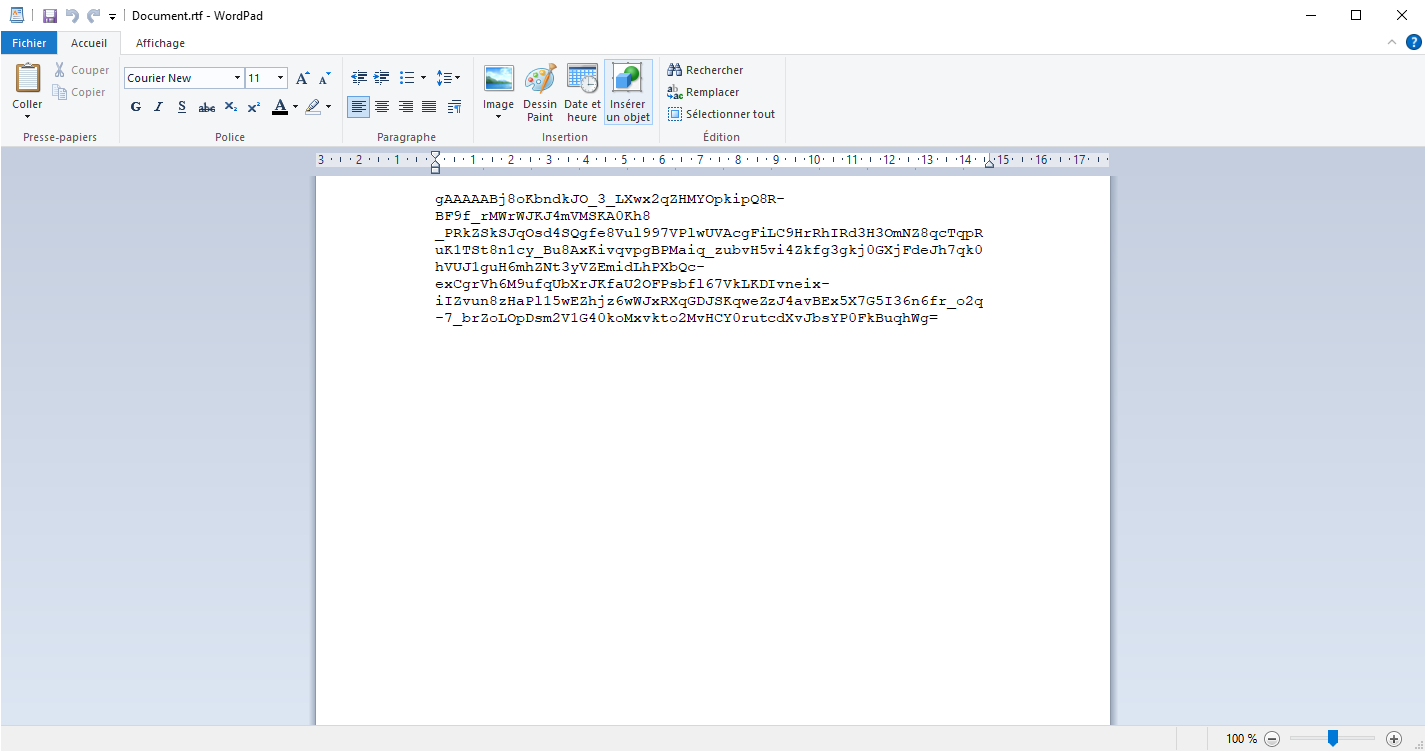 Document.rtf - WordPad
Fichier Accueil Affichage
Coller
Couper
Copier
Presse-papiers
Courier New 11
G I S abc X₂ X²
A
Police
Paragraphe
Image
Dessin Paint
Date et heure
Insérer un objet
Insertion
Rechercher
Remplacer
Sélectionner tout
Édition
3 2 1 1 2 3 4 5 6 7 8 9 10 11 12 13 14 15 16 17
gAAAAABj8oKbndkJO_3_LXwx2qZHMYOpkipQ8R-
BF9f_rMWrWJKJ4mVMSKA0Kh8
_PRkZSkSJqOsd4SQgfe8Vul997VPlwUVAcgFiLC9HrRhIRd3H3OmNZ8qcTqpR
uK1TSt8n1cy_Bu8AxKivqvpgBPMaiq_zubvH5vi4Zkfg3gkj0GXjFdeJh7qk0
hVUJ1guH6mhZNt3yVZEmidLhPXbQc-
exCgrVh6M9ufqUbXrJKfaU2OFPsbfl67VkLKDIvneix-
iIZvun8zHaPl15wEZhjz6wWJxRXqGDJSKqweZzJ4avBEx5X7G5I36n6fr_o2q
-7_brZoLOpDsm2V1G40koMxvkto2MvHCY0rutcdXvJbsYP0FkBuqhWg=
100 %